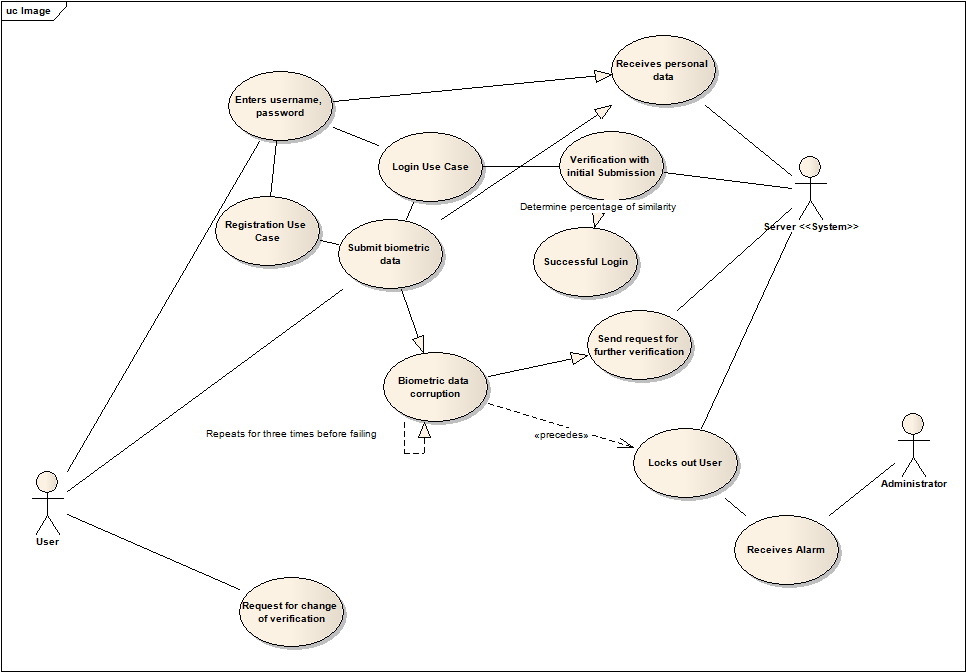 uc Image
Receives personal
data
Enters username,
password
Login Use Case
Verification with
initial Submission
Determine percentage of similarity
Registration Use
Case
Submit biometric
data
Server <<System>>
Successful Login
Send request for
further verification
Biometric data
corruption
Repeats for three times before failing
«precedes»
Locks out User
Administrator
User
Receives Alarm
Request for change
of verification